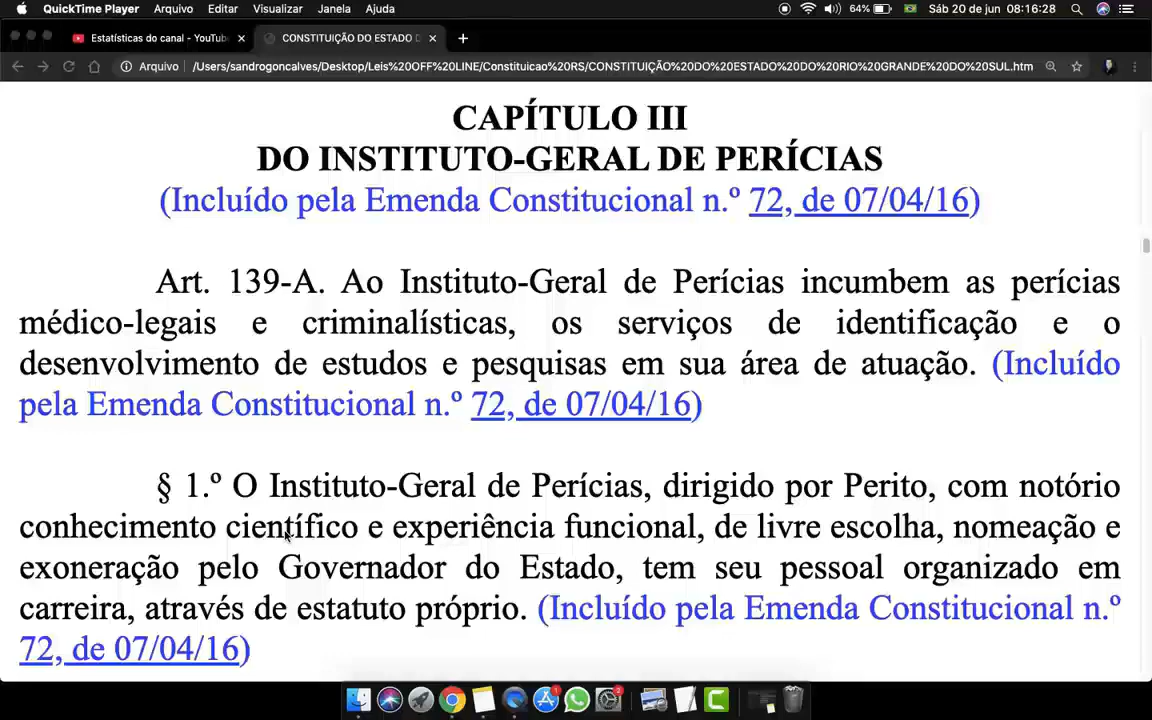 QuickTime Player Arquivo Editar Visualizar Janela Ajuda 64% Sáb 20 de jun 08:16:28
Estatísticas do canal - YouTub CONSTITUIÇÃO DO ESTADO
Arquivo /Users/sandrogoncalves/Desktop/Leis%20OFF%20LINE/Constituicao%20RS/CONSTITUIÇÃO%20DO%20ESTADO%20DO%20RIO%20GRANDE%20DO%20SUL.htm
CAPÍTULO III
DO INSTITUTO-GERAL DE PERÍCIAS
(Incluído pela Emenda Constitucional n.º 72, de 07/04/16)
Art. 139-A. Ao Instituto-Geral de Perícias incumbem as perícias
médico-legais e criminalísticas, os serviços de identificação e o
desenvolvimento de estudos e pesquisas em sua área de atuação. (Incluído
pela Emenda Constitucional n.º 72, de 07/04/16)
§ 1.º O Instituto-Geral de Perícias, dirigido por Perito, com notório
conhecimento científico e experiência funcional, de livre escolha, nomeação e
exoneração pelo Governador do Estado, tem seu pessoal organizado em
carreira, através de estatuto próprio. (Incluído pela Emenda Constitucional n.º
72, de 07/04/16)